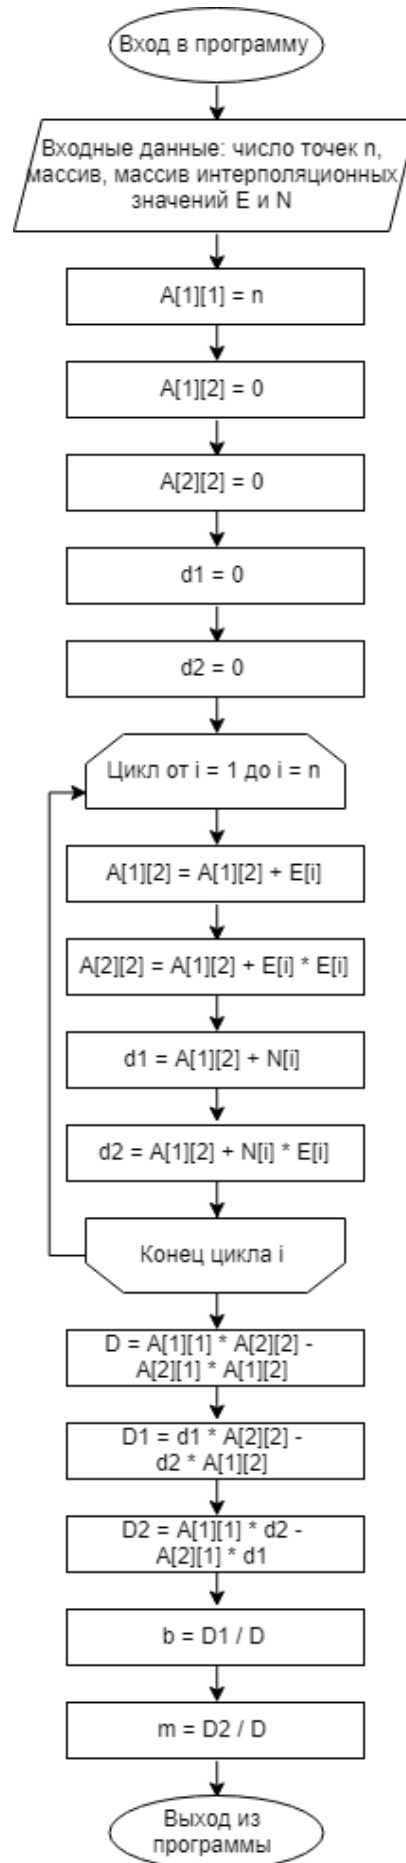 Вход в программу
Входные данные: число точек n,
массив, массив интерполяционных
значений E и N
A[1][1] = n
A[1][2] = 0
A[2][2] = 0
d1 = 0
d2 = 0
Цикл от i = 1 до i = n
A[1][2] = A[1][2] + E[i]
A[2][2] = A[1][2] + E[i] * E[i]
d1 = A[1][2] + N[i]
d2 = A[1][2] + N[i] * E[i]
Конец цикла i
D = A[1][1] * A[2][2] -
A[2][1] * A[1][2]
D1 = d1 * A[2][2] -
d2 * A[1][2]
D2 = A[1][1] * d2 -
A[2][1] * d1
b = D1 / D
m = D2 / D
Выход из
программы